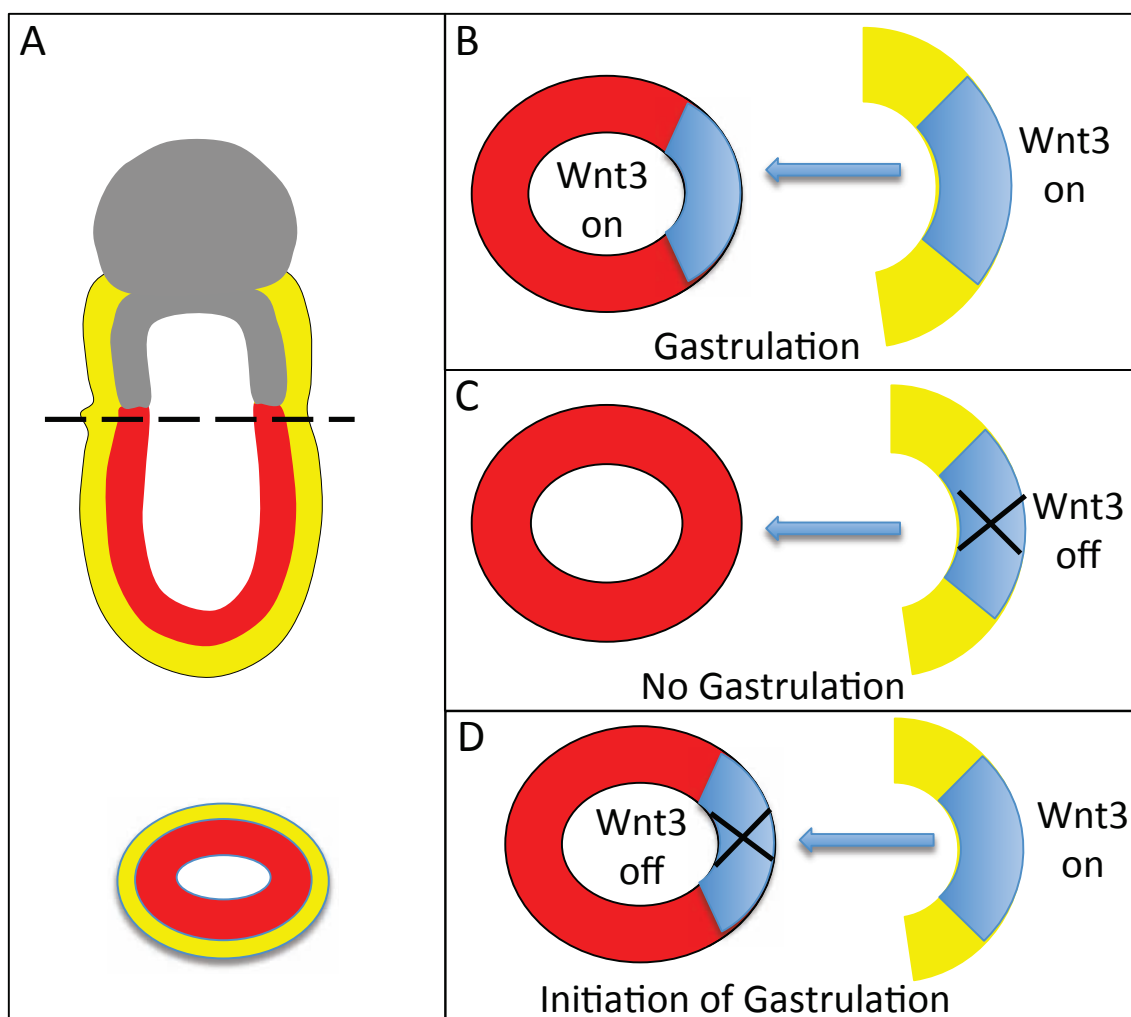 A
B
Wnt3
on
Wnt3
on
Gastrulation
C
Wnt3
off
No Gastrulation
D
Wnt3
off
Wnt3
on
Initiation of Gastrulation